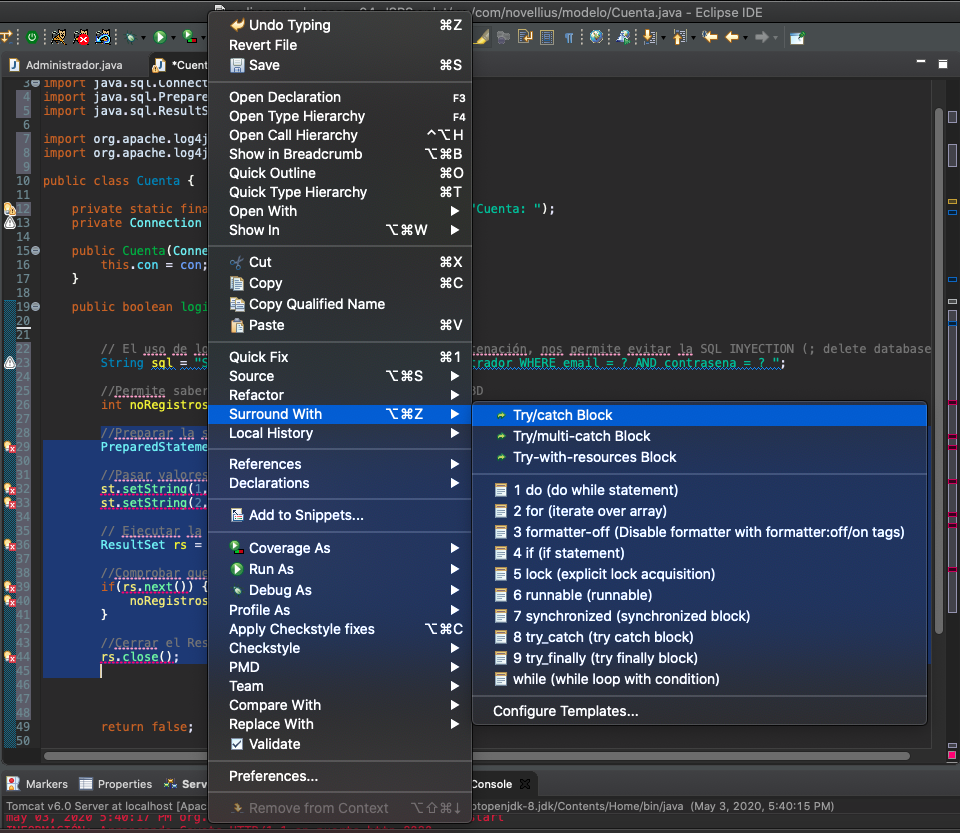 /com/novellius/modelo/Cuenta.java - Eclipse IDE
Administrador.java
*Cuent
3 import java.sql.Connect
4 import java.sql.Prepare
5 import java.sql.ResultS
6
7 import org.apache.log4j
8 import org.apache.log4j
9
10 public class Cuenta {
11
12 private static fina "Cuenta: ");
13 private Connection
14
15 public Cuenta(Conne
16 this.con = con;
17 }
18
19 public boolean logi
20
21
22 // El uso de lo enación, nos permite evitar la SQL INYECTION (; delete database
23 String sql = "S trador WHERE email = ? AND contrasena = ? ";
24
25 //Permite saber BD
26 int noRegistros
27
28 //Preparar la s
29 PreparedStateme
30
31 //Pasar valores
32 st.setString(1,
33 st.setString(2,
34
35 // Ejecutar la
36 ResultSet rs =
37
38 //Comprobar que
39 if(rs.next()) {
40 noRegistros
41 }
42
43 //Cerrar el Res
44 rs.close();
45
46
47
48
49 return false;
50
Undo Typing ⌘Z
Revert File
Save ⌘S
Open Declaration F3
Open Type Hierarchy F4
Open Call Hierarchy ^⌥H
Show in Breadcrumb ⌥⌘B
Quick Outline ⌘O
Quick Type Hierarchy ⌘T
Open With
Show In ⌥⌘W
Cut ⌘X
Copy ⌘C
Copy Qualified Name
Paste ⌘V
Quick Fix ⌘1
Source ⌥⌘S
Refactor
Surround With ⌥⌘Z
Local History
References
Declarations
Add to Snippets...
Coverage As
Run As
Debug As
Profile As
Apply Checkstyle fixes ⌥⌘C
Checkstyle
PMD
Team
Compare With
Replace With
Validate
Preferences...
Remove from Context ⌥⇧⌘↓
Try/catch Block
Try/multi-catch Block
Try-with-resources Block
1 do (do while statement)
2 for (iterate over array)
3 formatter-off (Disable formatter with formatter:off/on tags)
4 if (if statement)
5 lock (explicit lock acquisition)
6 runnable (runnable)
7 synchronized (synchronized block)
8 try_catch (try catch block)
9 try_finally (try finally block)
while (while loop with condition)
Configure Templates...
Markers
Properties
Serv
Console
Tomcat v6.0 Server at localhost [Apac optopenjdk-8.jdk/Contents/Home/bin/java (May 3, 2020, 5:40:15 PM)
may 03, 2020 5:40:17 PM org. start